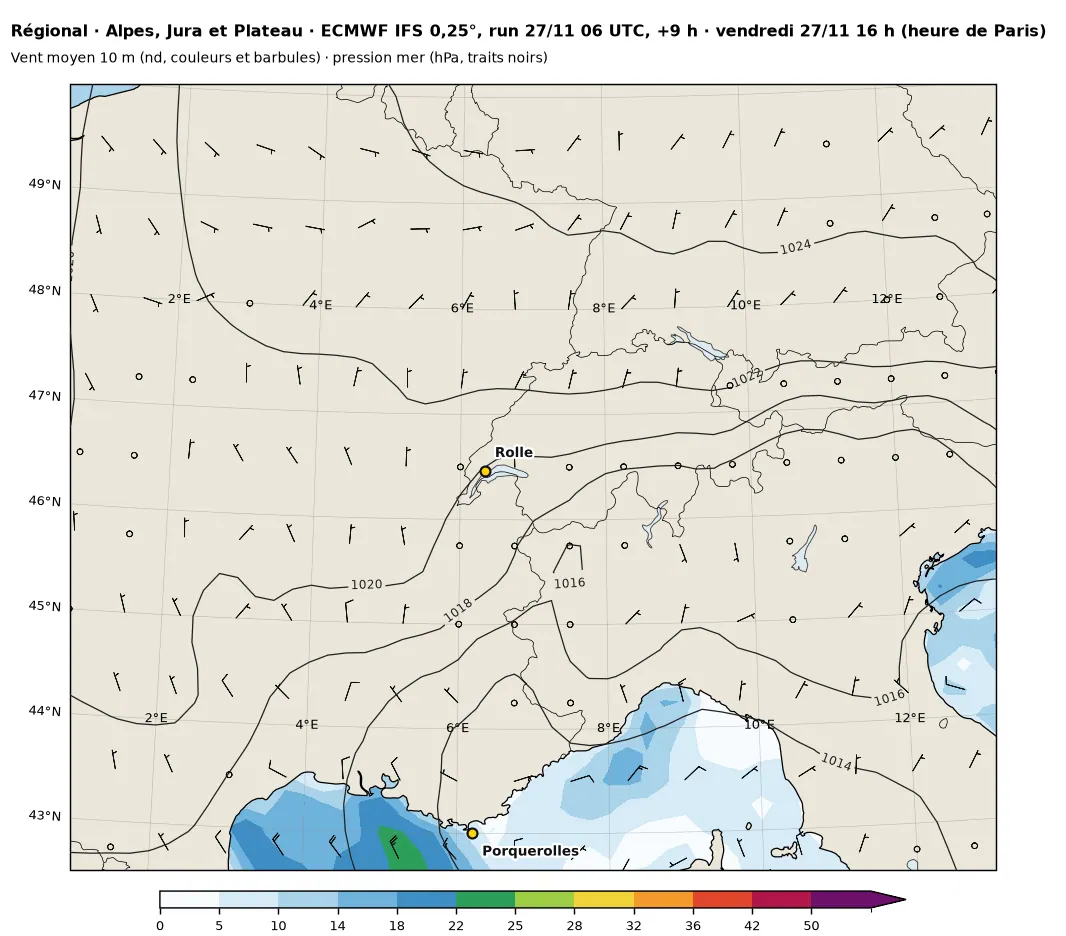 Régional · Alpes, Jura et Plateau · ECMWF IFS 0,25°, run 27/11 06 UTC, +9 h · vendredi 27/11 16 h (heure de Paris)
Vent moyen 10 m (nd, couleurs et barbules) · pression mer (hPa, traits noirs)
49°N
1024
48°N
2°E
4°E
6°E
8°E
10°E
12°E
1022
47°N
Rolle
46°N
1020
1016
1018
45°N
1016
44°N
2°E
4°E
6°E
8°E
10°E
12°E
1014
43°N
Porquerolles
0 5 10 14 18 22 25 28 32 36 42 50